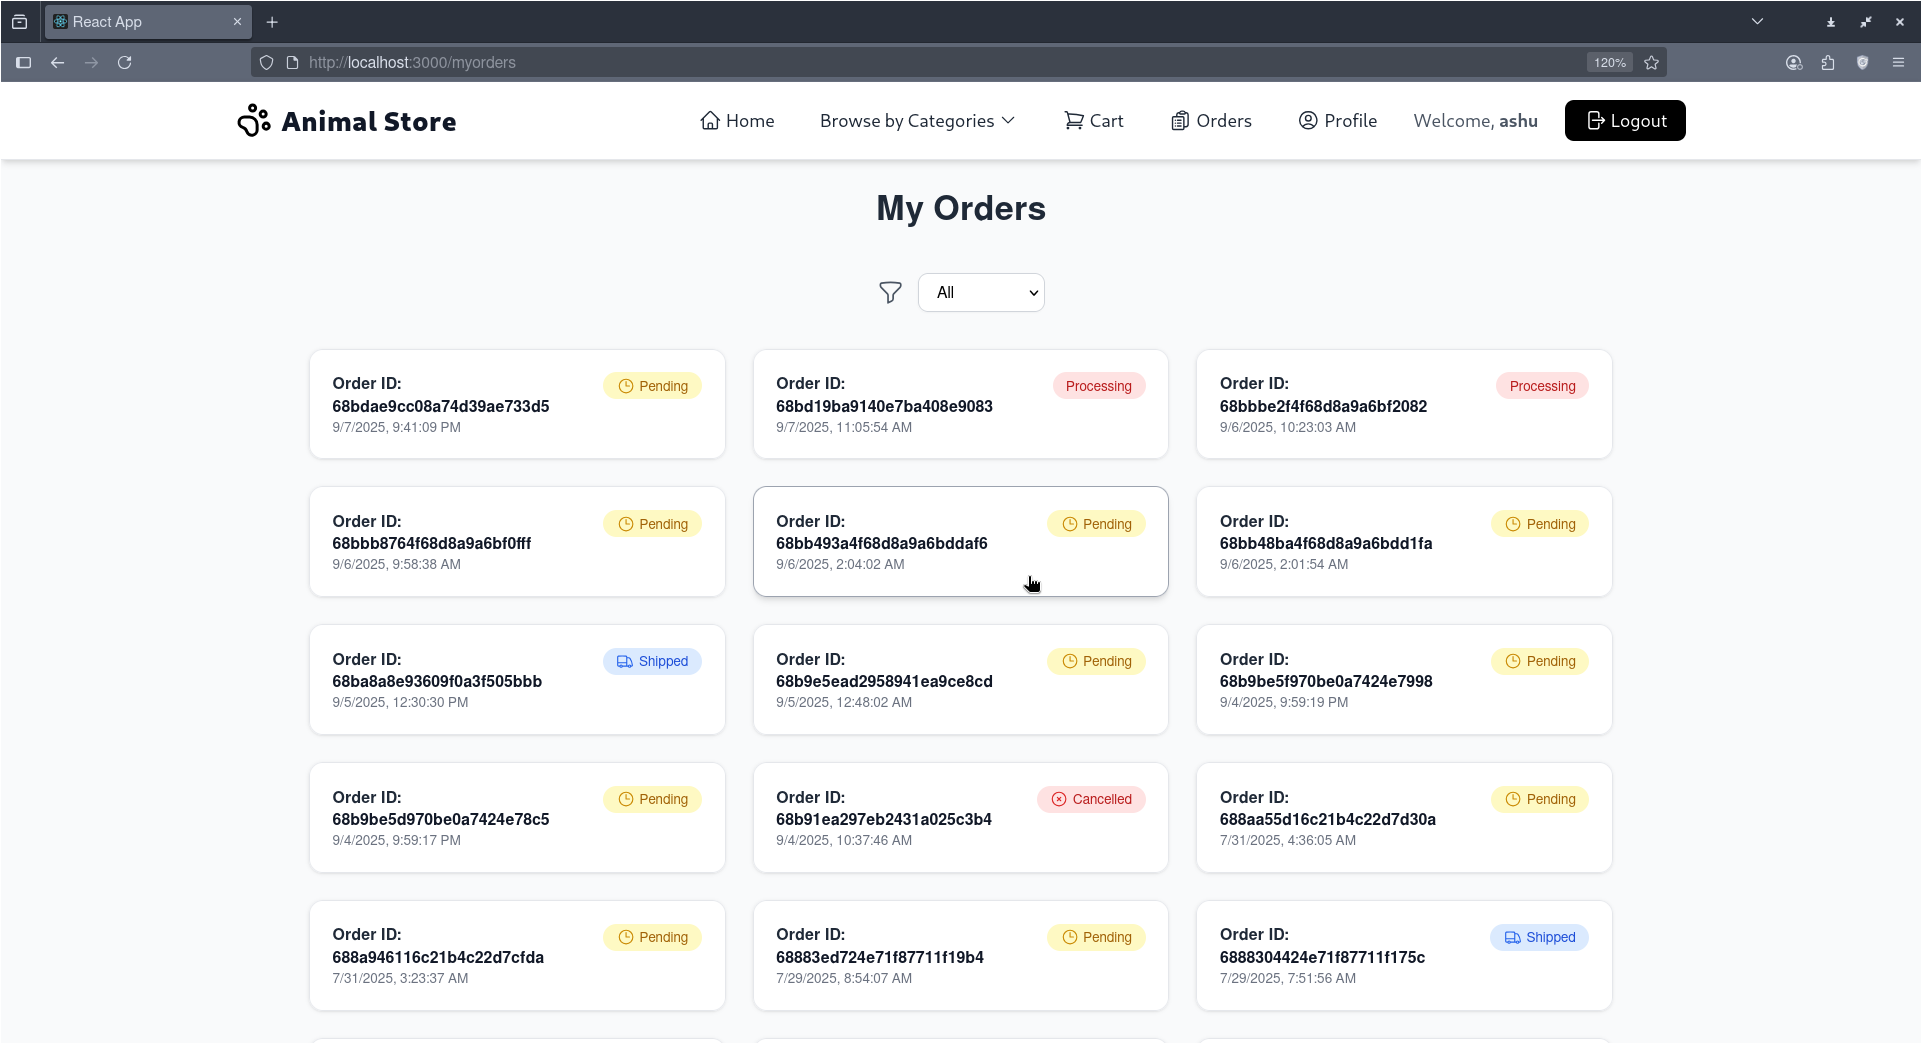 React App
http://localhost:3000/myorders
120%
Animal Store
Home
Browse by Categories
Cart
Orders
Profile
Welcome, ashu
Logout
My Orders
All
Order ID:
Pending
68bdae9cc08a74d39ae733d5
9/7/2025, 9:41:09 PM
Order ID:
Processing
68bd19ba9140e7ba408e9083
9/7/2025, 11:05:54 AM
Order ID:
Processing
68bbbe2f4f68d8a9a6bf2082
9/6/2025, 10:23:03 AM
Order ID:
Pending
68bbb8764f68d8a9a6bf0fff
9/6/2025, 9:58:38 AM
Order ID:
Pending
68bb493a4f68d8a9a6bddaf6
9/6/2025, 2:04:02 AM
Order ID:
Pending
68bb48ba4f68d8a9a6bdd1fa
9/6/2025, 2:01:54 AM
Order ID:
Shipped
68ba8a8e93609f0a3f505bbb
9/5/2025, 12:30:30 PM
Order ID:
Pending
68b9e5ead2958941ea9ce8cd
9/5/2025, 12:48:02 AM
Order ID:
Pending
68b9be5f970be0a7424e7998
9/4/2025, 9:59:19 PM
Order ID:
Pending
68b9be5d970be0a7424e78c5
9/4/2025, 9:59:17 PM
Order ID:
Cancelled
68b91ea297eb2431a025c3b4
9/4/2025, 10:37:46 AM
Order ID:
Pending
688aa55d16c21b4c22d7d30a
7/31/2025, 4:36:05 AM
Order ID:
Pending
688a946116c21b4c22d7cfda
7/31/2025, 3:23:37 AM
Order ID:
Pending
68883ed724e71f87711f19b4
7/29/2025, 8:54:07 AM
Order ID:
Shipped
6888304424e71f87711f175c
7/29/2025, 7:51:56 AM